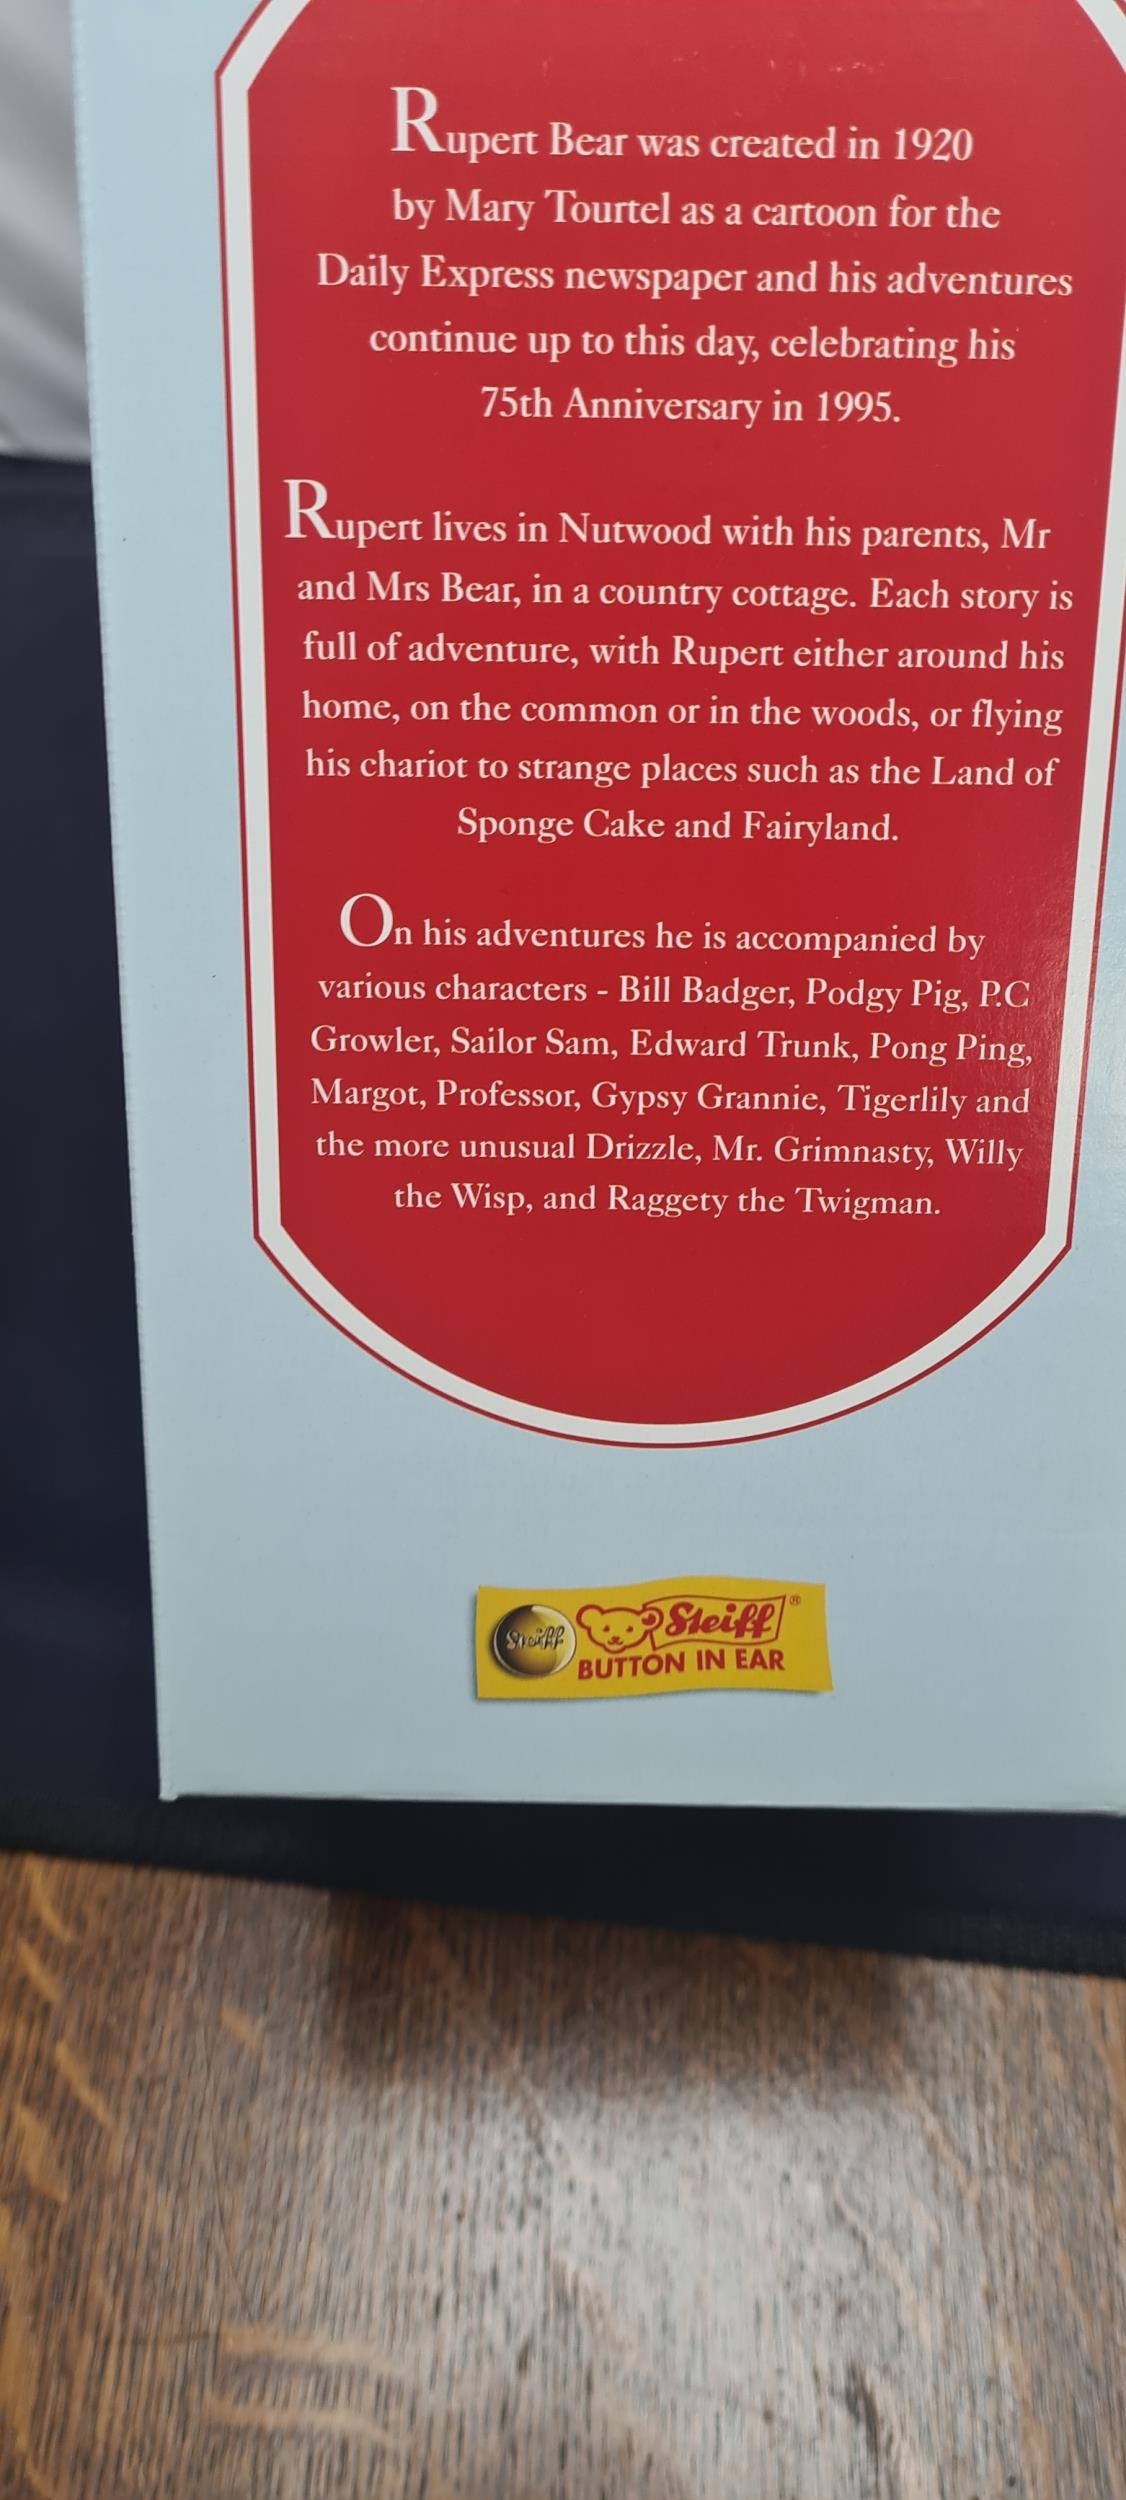 Rupert Bear was created in 1920
by Mary Tourtel as a cartoon for the
Daily Express newspaper and his adventures
continue up to this day, celebrating his
75th Anniversary in 1995.
Rupert lives in Nutwood with his parents, Mr
and Mrs Bear, in a country cottage. Each story is
full of adventure, with Rupert either around his
home, on the common or in the woods, or flying
his chariot to strange places such as the Land of
Sponge Cake and Fairyland.
On his adventures he is accompanied by
various characters - Bill Badger, Podgy Pig, P.C
Growler, Sailor Sam, Edward Trunk, Pong Ping,
Margot, Professor, Gypsy Grannie, Tigerlily and
the more unusual Drizzle, Mr. Grimnasty, Willy
the Wisp, and Raggety the Twigman.
Steiff Steiff ®
BUTTON IN EAR